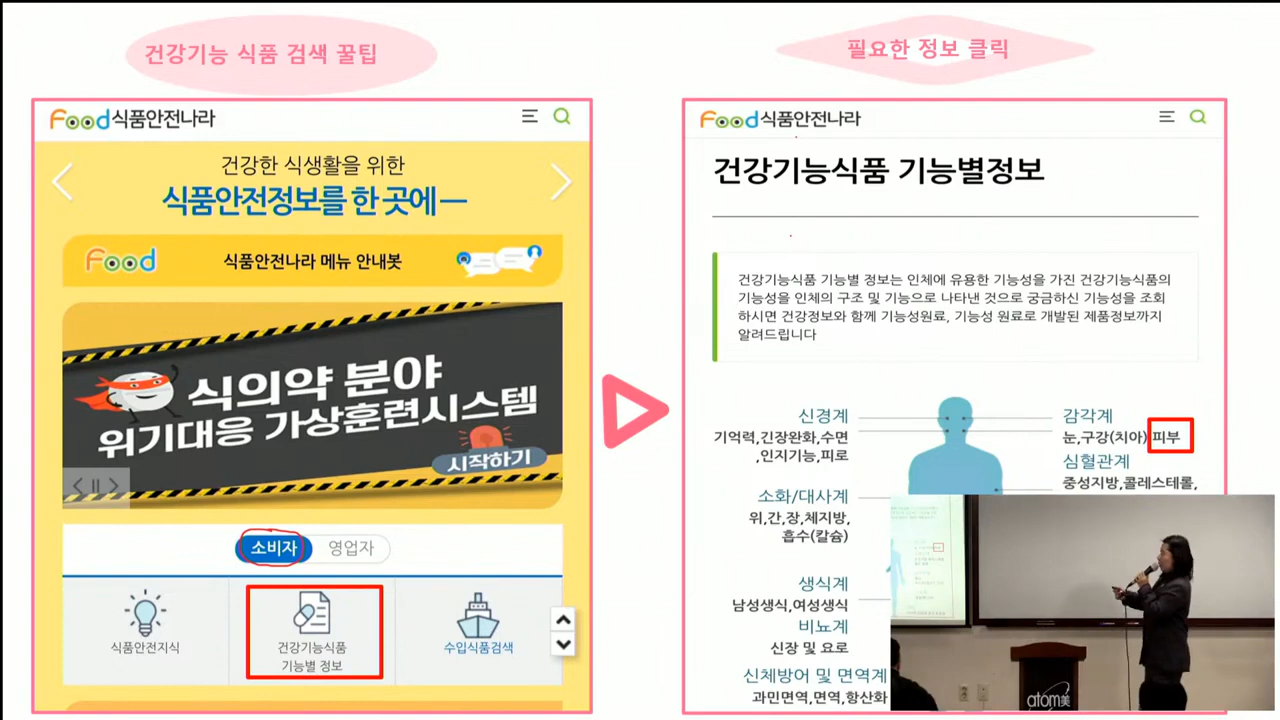 건강기능 식품 검색 꿀팁
Food식품안전나라
건강한 식생활을 위한
식품안전정보를 한 곳에
Food 식품안전나라 메뉴 안내봇
식의약 분야
위기대응 가상훈련시스템
시작하기
소비자 영업자
식품안전지식
건강기능식품
기능별 정보
수입식품검색
필요한 정보 클릭
Food식품안전나라
건강기능식품 기능별정보
건강기능식품 기능별 정보는 인체에 유용한 기능성을 가진 건강기능식품의
기능성을 인체의 구조 및 기능으로 나타낸 것으로 궁금하신 기능성을 조회
하시면 건강정보와 함께 기능성원료, 기능성 원료로 개발된 제품정보까지
알려드립니다
신경계
기억력,긴장완화,수면
,인지기능,피로
소화/대사계
위,간,장,체지방,
흡수(칼슘)
생식계
남성생식,여성생식
비뇨계
신장 및 요로
신체방어 및 면역계
과민면역,면역,항산화
감각계
눈,구강(치아),피부
심혈관계
중성지방,콜레스테롤,
atom美